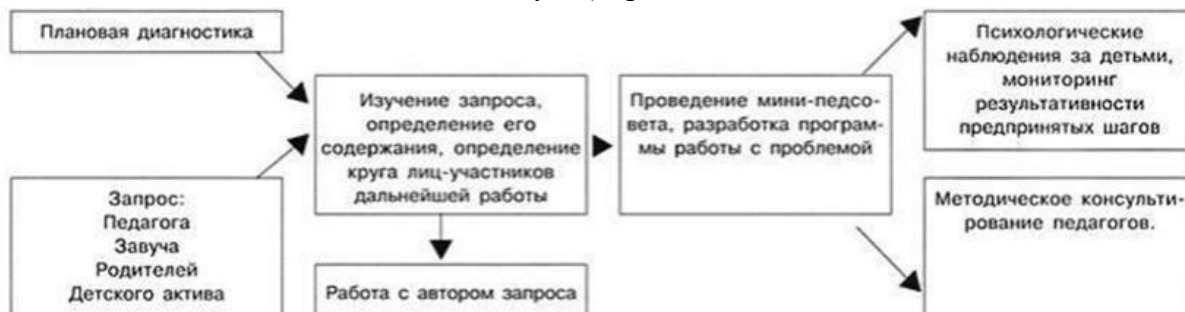 Плановая диагностика
Запрос:
Педагога
Завуча
Родителей
Детского актива
Изучение запроса,
определение его
содержания, определение
круга лиц-участников
дальнейшей работы
Работа с автором запроса
Проведение мини-педсо-
вета, разработка програм-
мы работы с проблемой
Психологические
наблюдения за детьми,
мониторинг
результативности
предпринятых шагов
Методическое консульти-
рование педагогов.